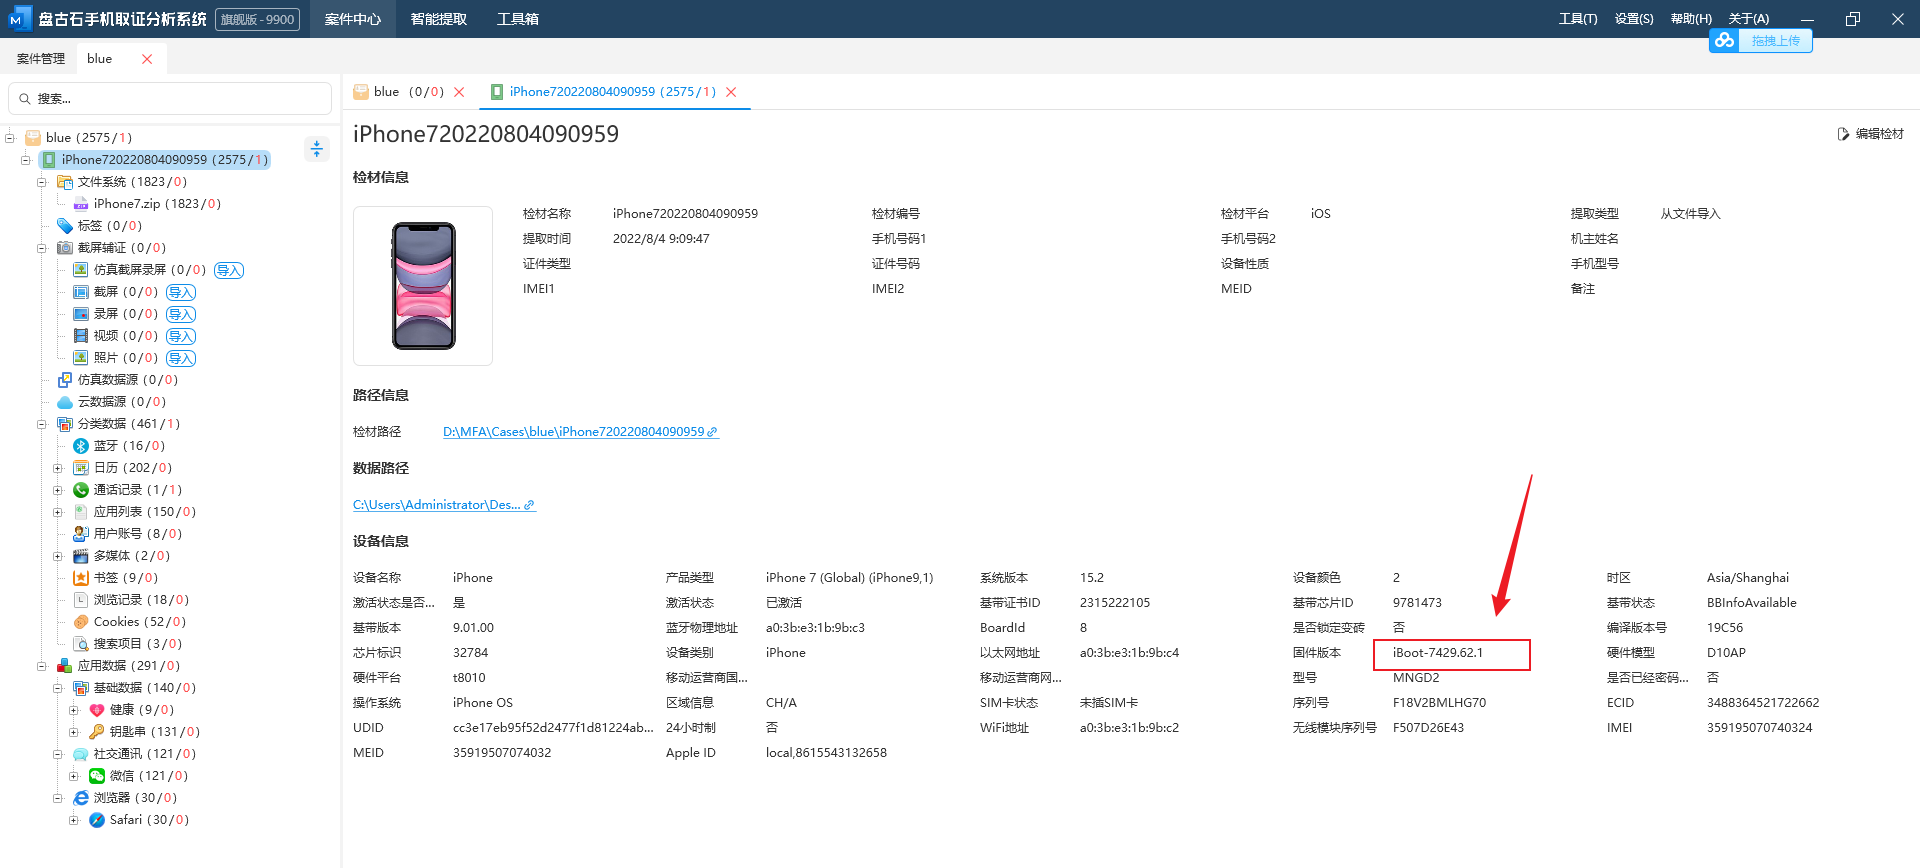 盘古石手机取证分析系统 旗舰版 - 9900 案件中心 智能提取 工具箱 工具(T) 设置(S) 帮助(H) 关于(A)
拖拽上传
案件管理 blue
搜索...
blue (2575/1)
iPhone720220804090959 (2575/1)
文件系统 (1823/0)
iPhone7.zip (1823/0)
标签 (0/0)
截屏辅证 (0/0)
仿真截屏录屏 (0/0) 导入
截屏 (0/0) 导入
录屏 (0/0) 导入
视频 (0/0) 导入
照片 (0/0) 导入
仿真数据源 (0/0)
云数据源 (0/0)
分类数据 (461/1)
蓝牙 (16/0)
日历 (202/0)
通话记录 (1/1)
应用列表 (150/0)
用户账号 (8/0)
多媒体 (2/0)
书签 (9/0)
浏览记录 (18/0)
Cookies (52/0)
搜索项目 (3/0)
应用数据 (291/0)
基础数据 (140/0)
健康 (9/0)
钥匙串 (131/0)
社交通讯 (121/0)
微信 (121/0)
浏览器 (30/0)
Safari (30/0)
blue (0/0) iPhone720220804090959 (2575/1)
iPhone720220804090959 编辑检材
检材信息
检材名称 iPhone720220804090959 检材编号 检材平台 iOS 提取类型 从文件导入
提取时间 2022/8/4 9:09:47 手机号码1 手机号码2 机主姓名
证件类型 证件号码 设备性质 手机型号
IMEI1 IMEI2 MEID 备注
路径信息
检材路径 D:\MFA\Cases\blue\iPhone720220804090959
数据路径
C:\Users\Administrator\Des...
设备信息
设备名称 iPhone 产品类型 iPhone 7 (Global) (iPhone9,1) 系统版本 15.2 设备颜色 2 时区 Asia/Shanghai
激活状态是否... 是 激活状态 已激活 基带证书ID 2315222105 基带芯片ID 9781473 基带状态 BBInfoAvailable
基带版本 9.01.00 蓝牙物理地址 a0:3b:e3:1b:9b:c3 BoardId 8 是否锁定变砖 否 编译版本号 19C56
芯片标识 32784 设备类别 iPhone 以太网地址 a0:3b:e3:1b:9b:c4 固件版本 iBoot-7429.62.1 硬件模型 D10AP
硬件平台 t8010 移动运营商国... 移动运营商网... 型号 MNGD2 是否已经密码... 否
操作系统 iPhone OS 区域信息 CH/A SIM卡状态 未插SIM卡 序列号 F18V2BMLHG70 ECID 3488364521722662
UDID cc3e17eb95f52d2477f1d81224ab... 24小时制 否 WiFi地址 a0:3b:e3:1b:9b:c2 无线模块序列号 F507D26E43 IMEI 359195070740324
MEID 35919507074032 Apple ID local,8615543132658